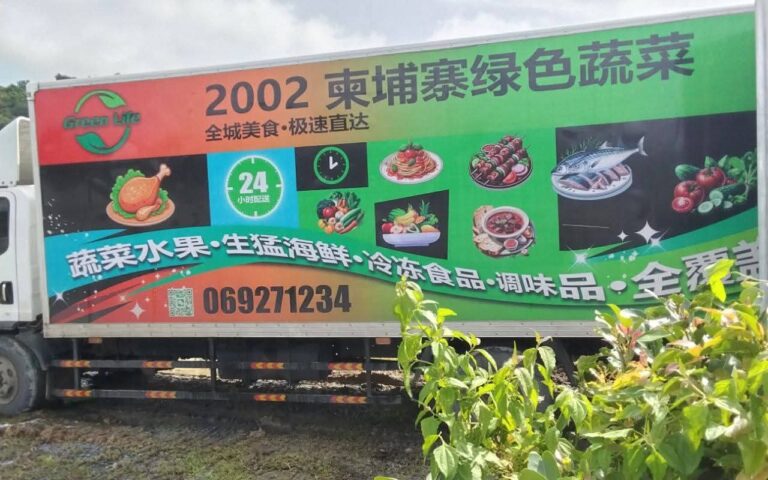 Green Life
2002 柬埔寨绿色蔬菜
全城美食·极速直达
24
小时配送
蔬菜水果·生猛海鲜·冷冻食品·调味品·全覆盖
069271234